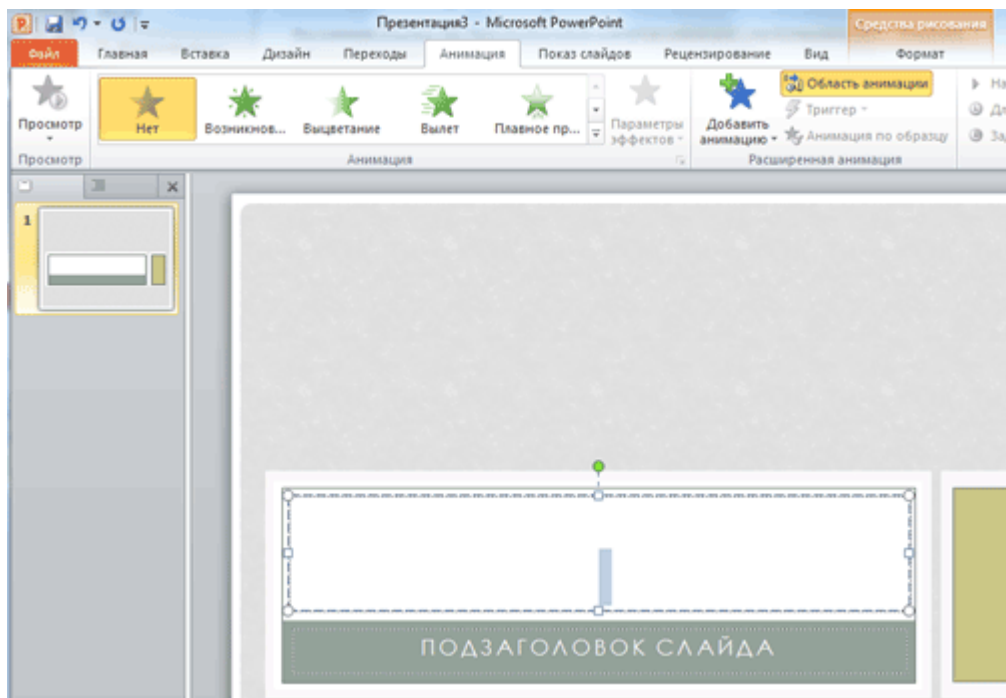 Презентация3 - Microsoft PowerPoint
Средства рисования
Файл Главная Вставка Дизайн Переходы Анимация Показ слайдов Рецензирование Вид Формат
Просмотр
Нет Возникнов... Выцветание Вылет Плавное пр...
Параметры эффектов
Добавить анимацию
Область анимации
Триггер
Анимация по образцу
Просмотр Анимация Расширенная анимация
1
ПОДЗАГОЛОВОК СЛАЙДА